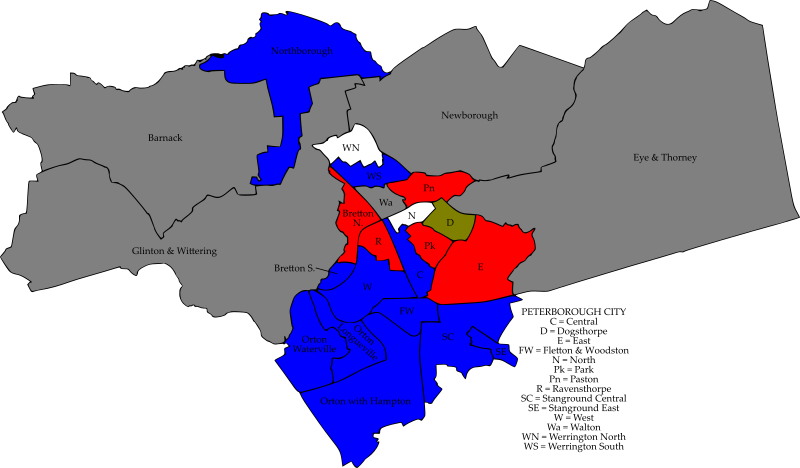 Northborough
Barnack
Newborough
Eye & Thorney
WN
WS
Pn
Wa
Bretton
N.
N
D
R
Pk
E
Glinton & Wittering
Bretton S.
W
C
FW
SC
SE
Orton
Waterville
Orton
Longueville
Orton with Hampton
PETERBOROUGH CITY
C = Central
D = Dogsthorpe
E = East
FW = Fletton & Woodston
N = North
Pk = Park
Pn = Paston
R = Ravensthorpe
SC = Stanground Central
SE = Stanground East
W = West
Wa = Walton
WN = Werrington North
WS = Werrington South